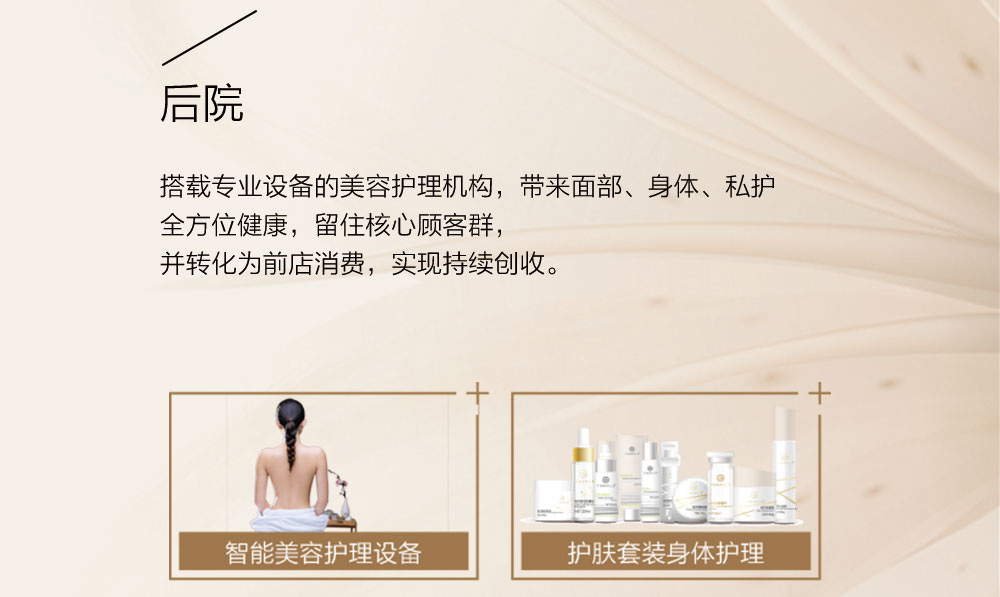 后院
搭载专业设备的美容护理机构，带来面部、身体、私护
全方位健康，留住核心顾客群，
并转化为前店消费，实现持续创收。
智能美容护理设备
护肤套装身体护理